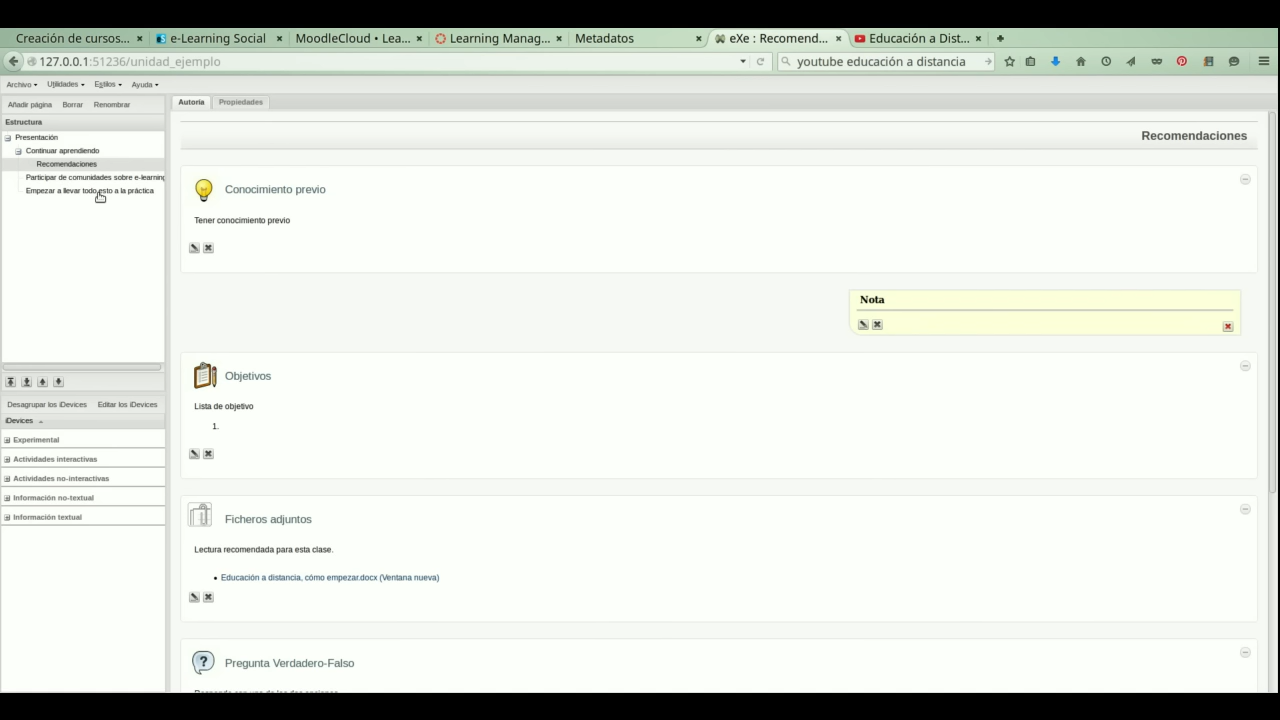 Creación de cursos...
e-Learning Social
MoodleCloud • Lea...
Learning Manag...
Metadatos
eXe : Recomend...
Educación a Dist...
127.0.0.1:51236/unidad_ejemplo
youtube educación a distancia
Archivo
Utilidades
Estilos
Ayuda
Añadir página
Borrar
Renombrar
Estructura
Presentación
Continuar aprendiendo
Recomendaciones
Participar de comunidades sobre e-learning
Empezar a llevar todo esto a la práctica
Desagrupar los iDevices
Editar los iDevices
iDevices
Experimental
Actividades interactivas
Actividades no-interactivas
Información no-textual
Información textual
Autoría
Propiedades
Recomendaciones
Conocimiento previo
Tener conocimiento previo
Nota
Objetivos
Lista de objetivo
1.
Ficheros adjuntos
Lectura recomendada para esta clase.
• Educación a distancia, cómo empezar.docx (Ventana nueva)
Pregunta Verdadero-Falso